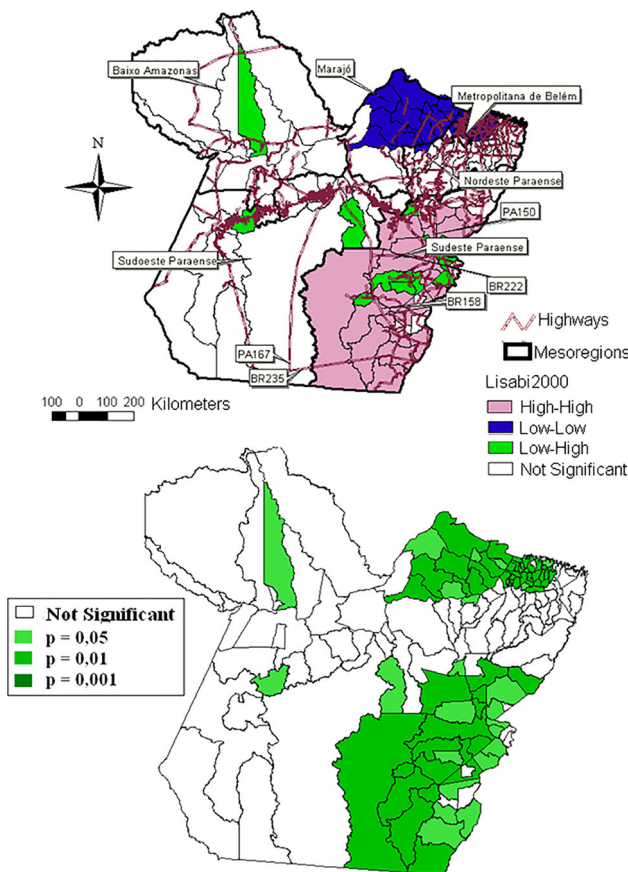 Baixo Amazonas
Marajó
Metropolitana de Belém
N
Nordeste Paraense
PA150
Sudoeste Paraense
Sudeste Paraense
BR222
BR158
Highways
PA167
Mesoregions
BR235
Lisabi2000
100 0 100 200 Kilometers
High-High
Low-Low
Low-High
Not Significant
Not Significant
p = 0,05
p = 0,01
p = 0,001